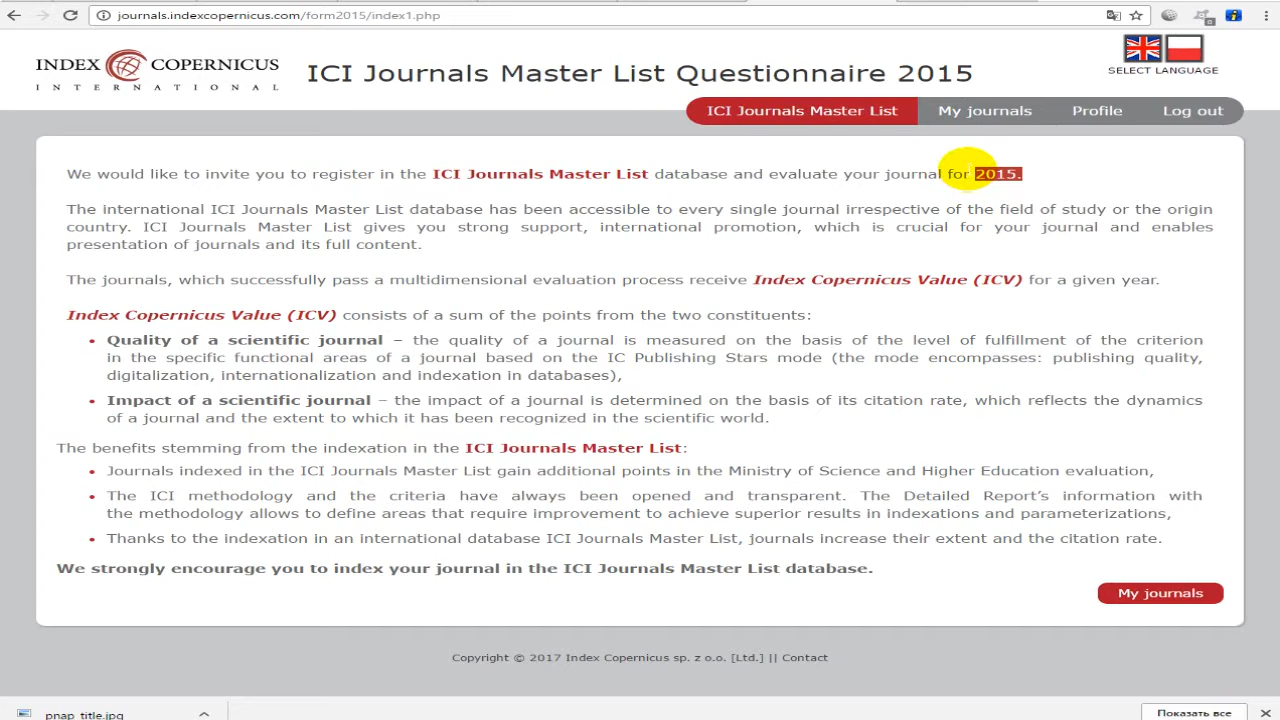 journals.indexcopernicus.com/form2015/index1.php
INDEX COPERNICUS
INTERNATIONAL
ICI Journals Master List Questionnaire 2015
SELECT LANGUAGE
ICI Journals Master List My journals Profile Log out
We would like to invite you to register in the ICI Journals Master List database and evaluate your journal for 2015.
The international ICI Journals Master List database has been accessible to every single journal irrespective of the field of study or the origin
country. ICI Journals Master List gives you strong support, international promotion, which is crucial for your journal and enables
presentation of journals and its full content.
The journals, which successfully pass a multidimensional evaluation process receive Index Copernicus Value (ICV) for a given year.
Index Copernicus Value (ICV) consists of a sum of the points from the two constituents:
• Quality of a scientific journal – the quality of a journal is measured on the basis of the level of fulfillment of the criterion
in the specific functional areas of a journal based on the IC Publishing Stars mode (the mode encompasses: publishing quality,
digitalization, internationalization and indexation in databases),
• Impact of a scientific journal – the impact of a journal is determined on the basis of its citation rate, which reflects the dynamics
of a journal and the extent to which it has been recognized in the scientific world.
The benefits stemming from the indexation in the ICI Journals Master List:
• Journals indexed in the ICI Journals Master List gain additional points in the Ministry of Science and Higher Education evaluation,
• The ICI methodology and the criteria have always been opened and transparent. The Detailed Report's information with
the methodology allows to define areas that require improvement to achieve superior results in indexations and parameterizations,
• Thanks to the indexation in an international database ICI Journals Master List, journals increase their extent and the citation rate.
We strongly encourage you to index your journal in the ICI Journals Master List database.
My journals
Copyright © 2017 Index Copernicus sp. z o.o. [Ltd.] || Contact
pnap_title.jpg
Показать все